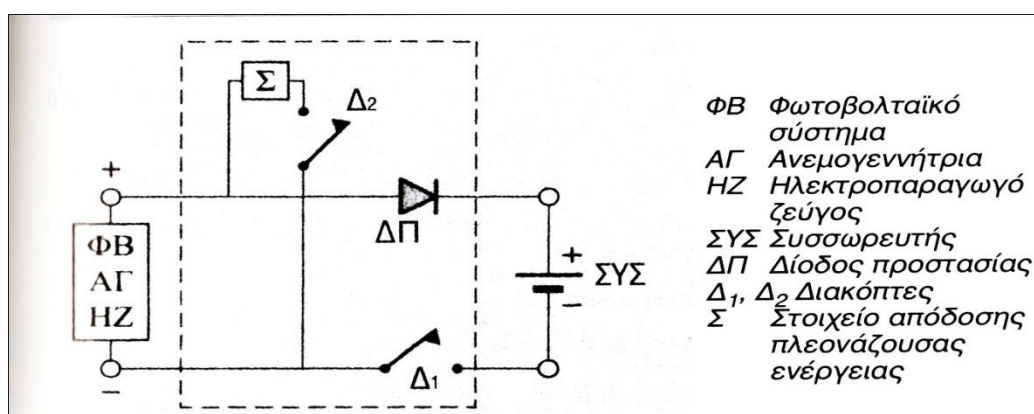 Σ
Δ2
+
ΔΠ
ΦΒ
ΑΓ
ΗΖ
+
ΣΥΣ
−
−
Δ1
ΦΒ Φωτοβολταϊκό
σύστημα
ΑΓ Ανεμογεννήτρια
ΗΖ Ηλεκτροπαραγωγό
ζεύγος
ΣΥΣ Συσσωρευτής
ΔΠ Δίοδος προστασίας
Δ1, Δ2 Διακόπτες
Σ Στοιχείο απόδοσης
πλεονάζουσας
ενέργειας